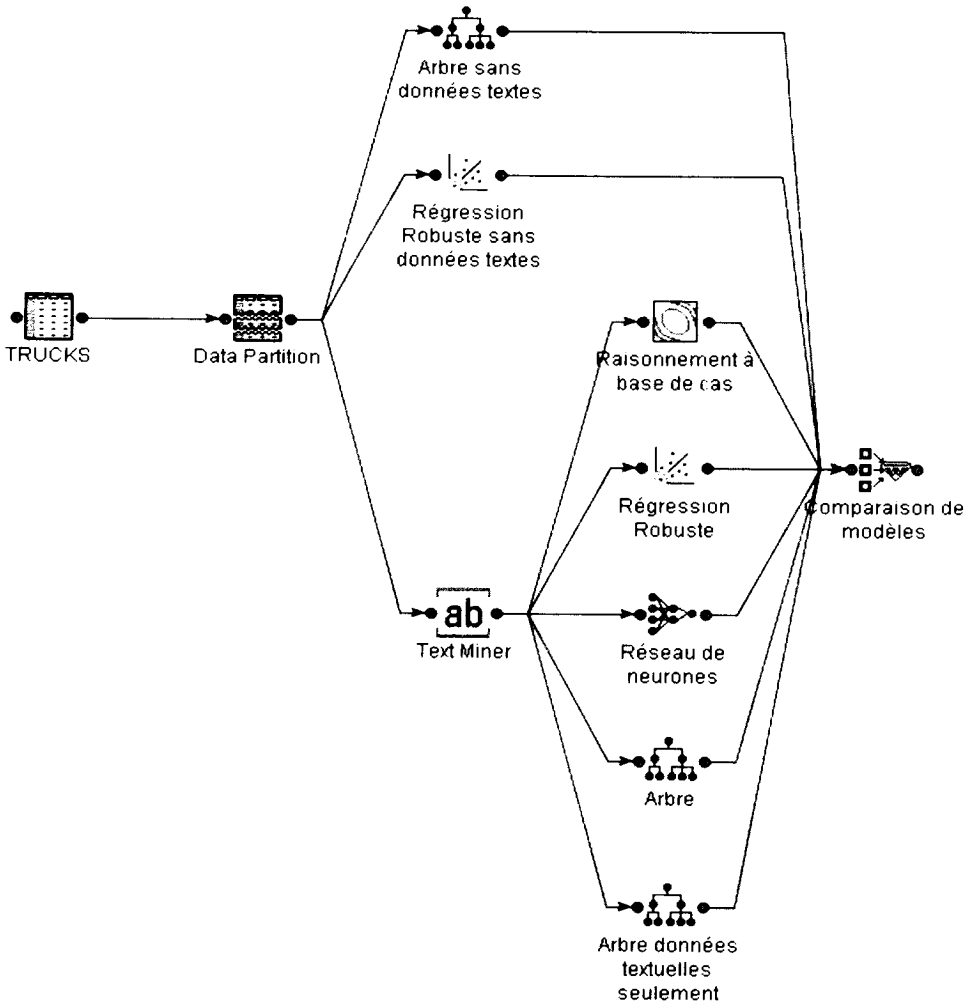 Arbre sans
données textes
Régression
Robuste sans
données textes
TRUCKS
Data Partition
Raisonnement à
base de cas
Régression
Robuste
Comparaison de
modèles
ab
Text Miner
Réseau de
neurones
Arbre
Arbre données
textuelles
seulement